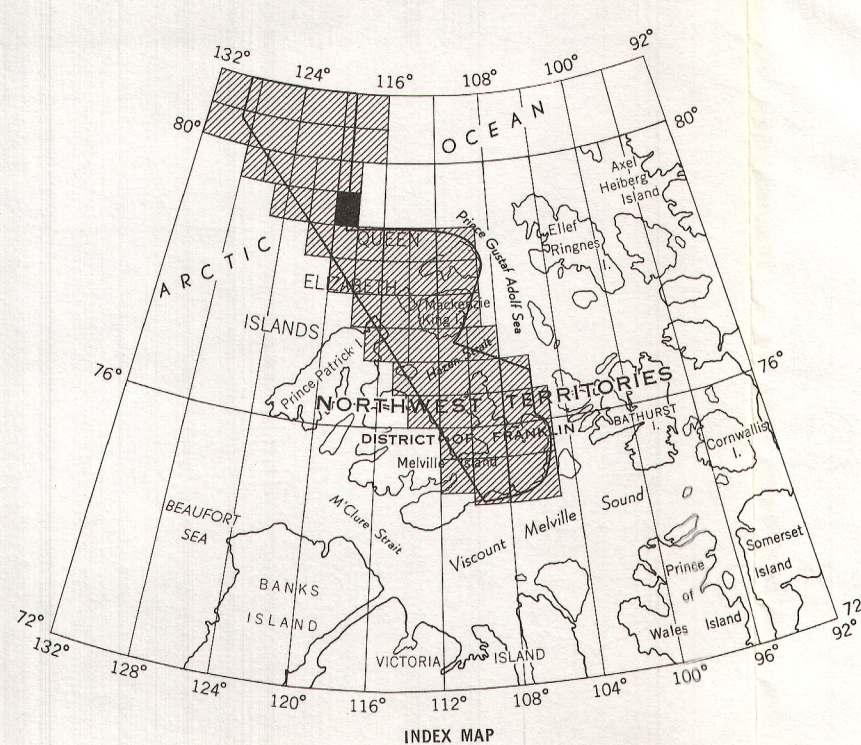 92°
132°
124°
116°
108°
100°
80°
OCEAN
80°
Axel
Heiberg
Island
Prince Gustaf Adolf Sea
Ellef
Ringnes
I.
QUEEN
ARCTIC
ELIZABETH
Mackenzie
King I.
ISLANDS
Hazen Strait
Prince Patrick I.
76°
76°
NORTHWEST TERRITORIES
BATHURST
I.
DISTRICT OF FRANKLIN
Cornwallis
I.
Melville Island
M'Clure Strait
BEAUFORT
SEA
Viscount Melville Sound
Somerset
Island
BANKS
ISLAND
Prince
of
Wales Island
VICTORIA ISLAND
72°
132°
128°
124°
120°
116°
112°
108°
104°
100°
96°
72°
92°
INDEX MAP